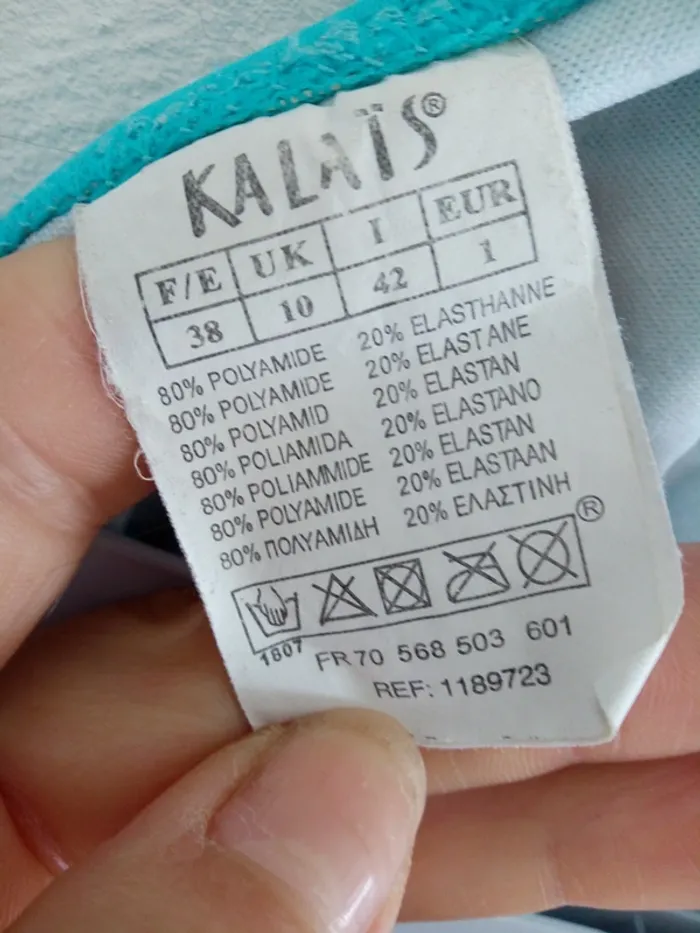 KALAÏS®
F/E UK I EUR
38 10 42 1
80% POLYAMIDE 20% ELASTHANNE
80% POLYAMIDE 20% ELASTANE
80% POLYAMID 20% ELASTAN
80% POLIAMIDA 20% ELASTANO
80% POLIAMMIDE 20% ELASTAN
80% POLYAMIDE 20% ELASTAAN
80% ΠΟΛΥΑΜΙΔΗ 20% ΕΛΑΣΤΙΝΗ
®
1807 FR70 568 503 601
REF: 1189723